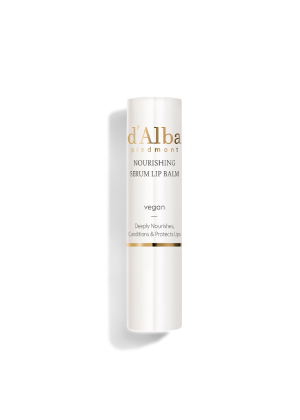 d'Alba
piedmont
NOURISHING
SERUM LIP BALM
vegan
Deeply Nourishes,
Conditions & Protects Lips